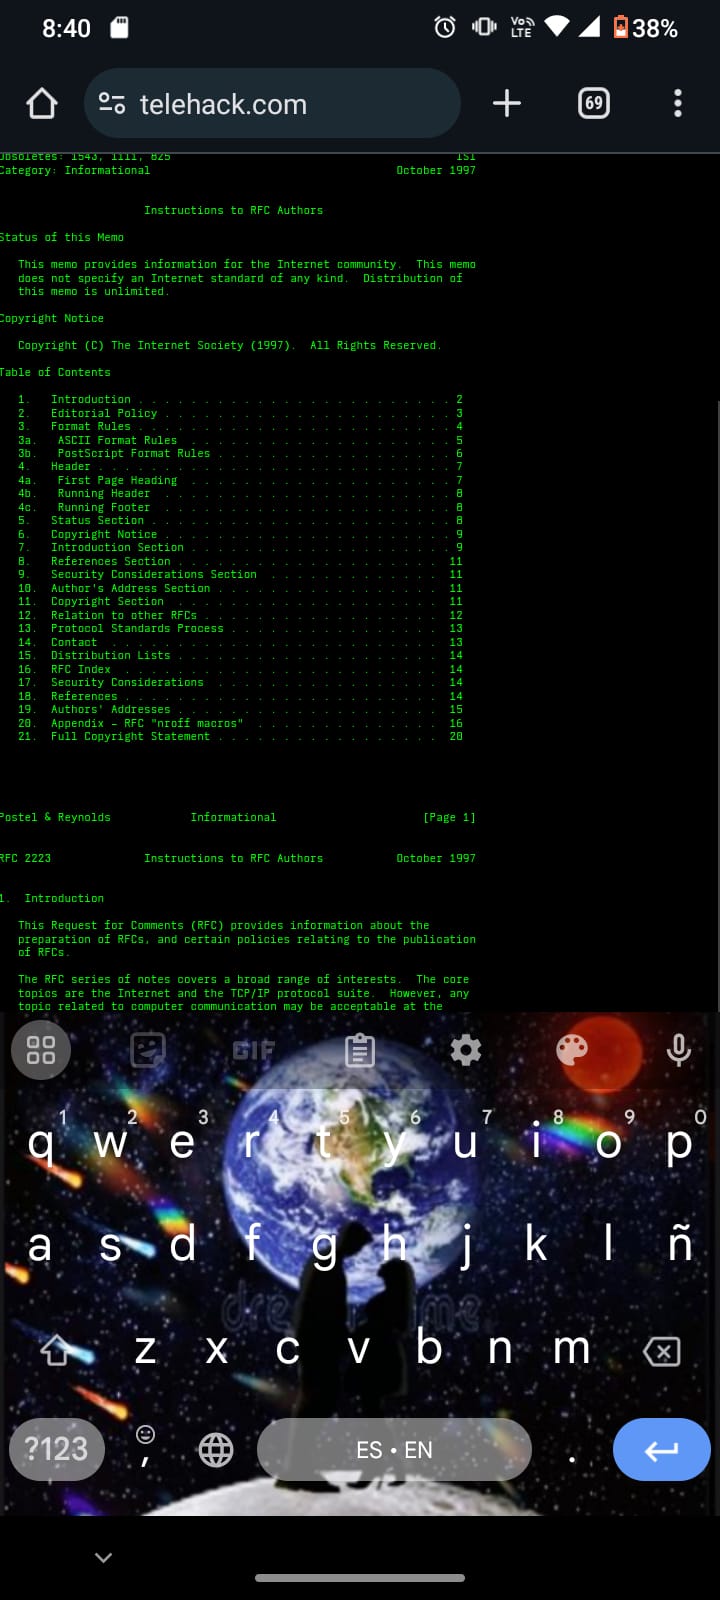 8:40 Vo LTE 38%
telehack.com 69
Obsoletes: 1543, 1111, 825 ISI
Category: Informational October 1997
Instructions to RFC Authors
Status of this Memo
This memo provides information for the Internet community. This memo
does not specify an Internet standard of any kind. Distribution of
this memo is unlimited.
Copyright Notice
Copyright (C) The Internet Society (1997). All Rights Reserved.
Table of Contents
1. Introduction . . . . . . . . . . . . . . . . . . . . . . . . 2
2. Editorial Policy . . . . . . . . . . . . . . . . . . . . . . 3
3. Format Rules . . . . . . . . . . . . . . . . . . . . . . . . 4
3a. ASCII Format Rules . . . . . . . . . . . . . . . . . . . . 5
3b. PostScript Format Rules . . . . . . . . . . . . . . . . . . 6
4. Header . . . . . . . . . . . . . . . . . . . . . . . . . . . 7
4a. First Page Heading . . . . . . . . . . . . . . . . . . . . 7
4b. Running Header . . . . . . . . . . . . . . . . . . . . . . 8
4c. Running Footer . . . . . . . . . . . . . . . . . . . . . . 8
5. Status Section . . . . . . . . . . . . . . . . . . . . . . . 8
6. Copyright Notice . . . . . . . . . . . . . . . . . . . . . . 9
7. Introduction Section . . . . . . . . . . . . . . . . . . . . 9
8. References Section . . . . . . . . . . . . . . . . . . . . 11
9. Security Considerations Section . . . . . . . . . . . . . 11
10. Author's Address Section . . . . . . . . . . . . . . . . . 11
11. Copyright Section . . . . . . . . . . . . . . . . . . . . 11
12. Relation to other RFCs . . . . . . . . . . . . . . . . . . 12
13. Protocol Standards Process . . . . . . . . . . . . . . . . 13
14. Contact . . . . . . . . . . . . . . . . . . . . . . . . . 13
15. Distribution Lists . . . . . . . . . . . . . . . . . . . . 14
16. RFC Index . . . . . . . . . . . . . . . . . . . . . . . . 14
17. Security Considerations . . . . . . . . . . . . . . . . . 14
18. References . . . . . . . . . . . . . . . . . . . . . . . . 14
19. Authors' Addresses . . . . . . . . . . . . . . . . . . . . 15
20. Appendix - RFC "nroff macros" . . . . . . . . . . . . . . 16
21. Full Copyright Statement . . . . . . . . . . . . . . . . . 20
Postel & Reynolds Informational [Page 1]
RFC 2223 Instructions to RFC Authors October 1997
1. Introduction
This Request for Comments (RFC) provides information about the
preparation of RFCs, and certain policies relating to the publication
of RFCs.
The RFC series of notes covers a broad range of interests. The core
topics are the Internet and the TCP/IP protocol suite. However, any
topic related to computer communication may be acceptable at the
GIF
1 2 3 4 5 6 7 8 9 0
q w e r t y u i o p
a s d f g h j k l ñ
z x c v b n m
?123 , ES • EN .